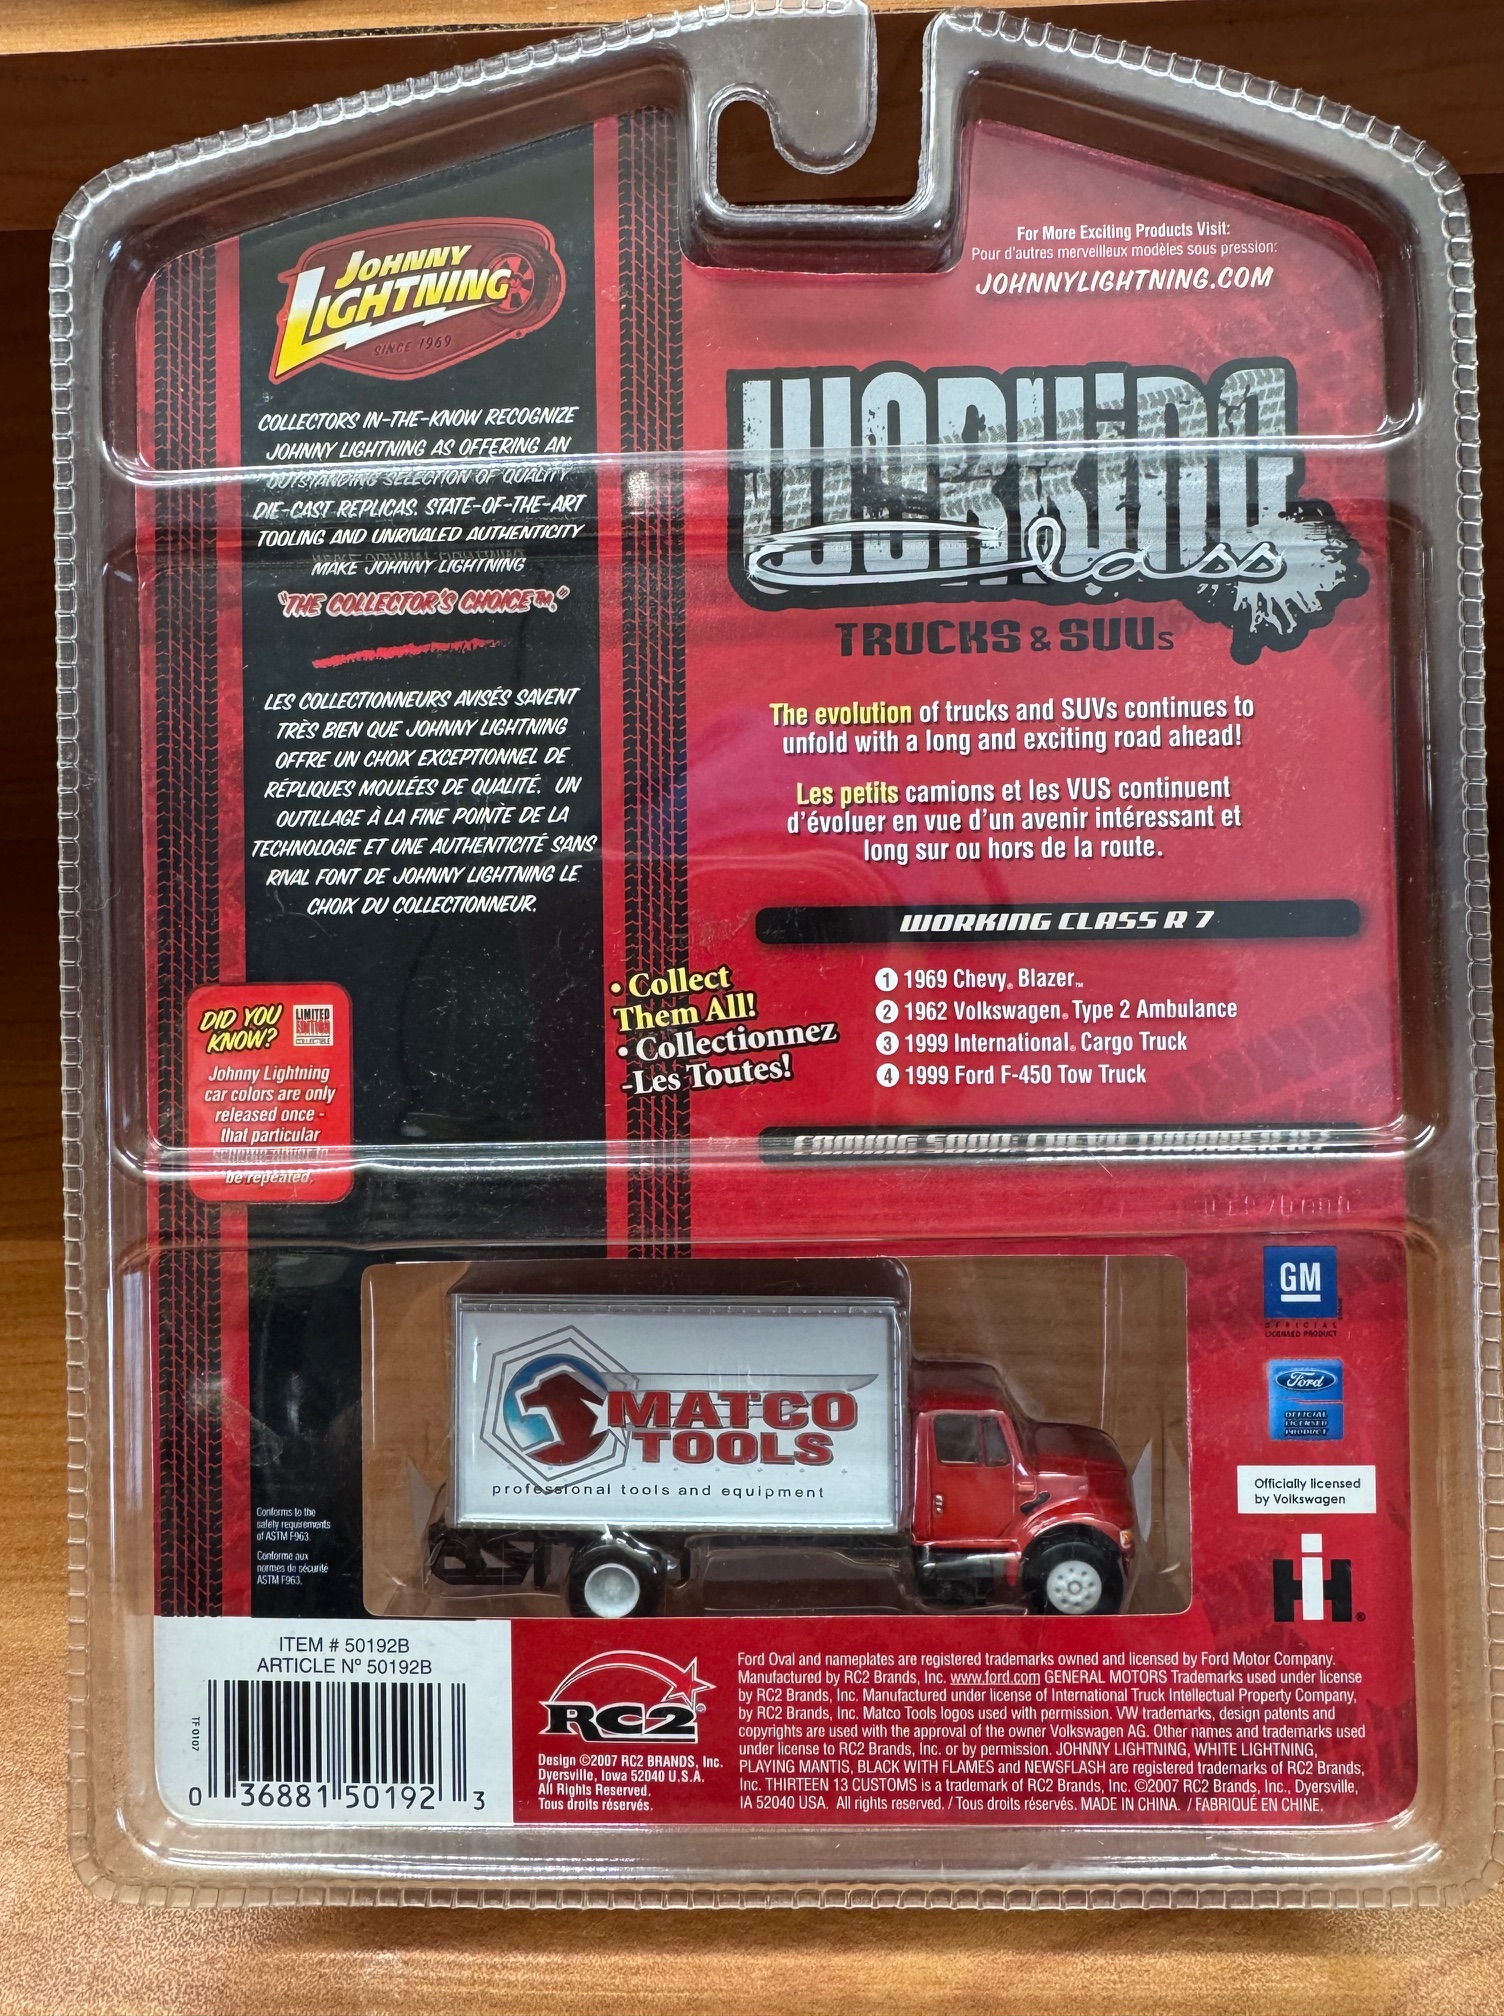 For More Exciting Products Visit:
Pour d'autres merveilleux modèles sous pression:
JOHNNYLIGHTNING.COM
JOHNNY
LIGHTNING
SINCE 1969
COLLECTORS IN-THE-KNOW RECOGNIZE
JOHNNY LIGHTNING AS OFFERING AN
OUTSTANDING SELECTION OF QUALITY
DIE-CAST REPLICAS. STATE-OF-THE-ART
TOOLING AND UNRIVALED AUTHENTICITY
MAKE JOHNNY LIGHTNING
"THE COLLECTOR'S CHOICE™."
LES COLLECTIONNEURS AVISÉS SAVENT
TRÈS BIEN QUE JOHNNY LIGHTNING
OFFRE UN CHOIX EXCEPTIONNEL DE
RÉPLIQUES MOULÉES DE QUALITÉ. UN
OUTILLAGE À LA FINE POINTE DE LA
TECHNOLOGIE ET UNE AUTHENTICITÉ SANS
RIVAL FONT DE JOHNNY LIGHTNING LE
CHOIX DU COLLECTIONNEUR.
WORKING
Class
TRUCKS & SUVs
The evolution of trucks and SUVs continues to
unfold with a long and exciting road ahead!
Les petits camions et les VUS continuent
d'évoluer en vue d'un avenir intéressant et
long sur ou hors de la route.
WORKING CLASS R 7
• Collect
Them All!
• Collectionnez
-Les Toutes!
1 1969 Chevy® Blazer™
2 1962 Volkswagen® Type 2 Ambulance
3 1999 International® Cargo Truck
4 1999 Ford F-450 Tow Truck
DID YOU
KNOW?
LIMITED
EDITION
COLLECTIBLE
Johnny Lightning
car colors are only
released once -
that particular
be repeated.
GM
OFFICIAL
LICENSED PRODUCT
Ford
OFFICIAL
LICENSED
PRODUCT
Officially licensed
by Volkswagen
IH®
MATCO
TOOLS
professional tools and equipment
Conforms to the
safety requirements
of ASTM F963.
Conforme aux
normes de sécurité
ASTM F963.
ITEM # 50192B
ARTICLE Nº 50192B
TF 0107
0 36881 50192 3
RC2®
Design ©2007 RC2 BRANDS, Inc.
Dyersville, Iowa 52040 U.S.A.
All Rights Reserved.
Tous droits réservés.
Ford Oval and nameplates are registered trademarks owned and licensed by Ford Motor Company.
Manufactured by RC2 Brands, Inc. www.ford.com GENERAL MOTORS Trademarks used under license
by RC2 Brands, Inc. Manufactured under license of International Truck Intellectual Property Company,
by RC2 Brands, Inc. Matco Tools logos used with permission. VW trademarks, design patents and
copyrights are used with the approval of the owner Volkswagen AG. Other names and trademarks used
under license to RC2 Brands, Inc. or by permission. JOHNNY LIGHTNING, WHITE LIGHTNING,
PLAYING MANTIS, BLACK WITH FLAMES and NEWSFLASH are registered trademarks of RC2 Brands,
Inc. THIRTEEN 13 CUSTOMS is a trademark of RC2 Brands, Inc. ©2007 RC2 Brands, Inc., Dyersville,
IA 52040 USA. All rights reserved. / Tous droits réservés. MADE IN CHINA. / FABRIQUÉ EN CHINE.